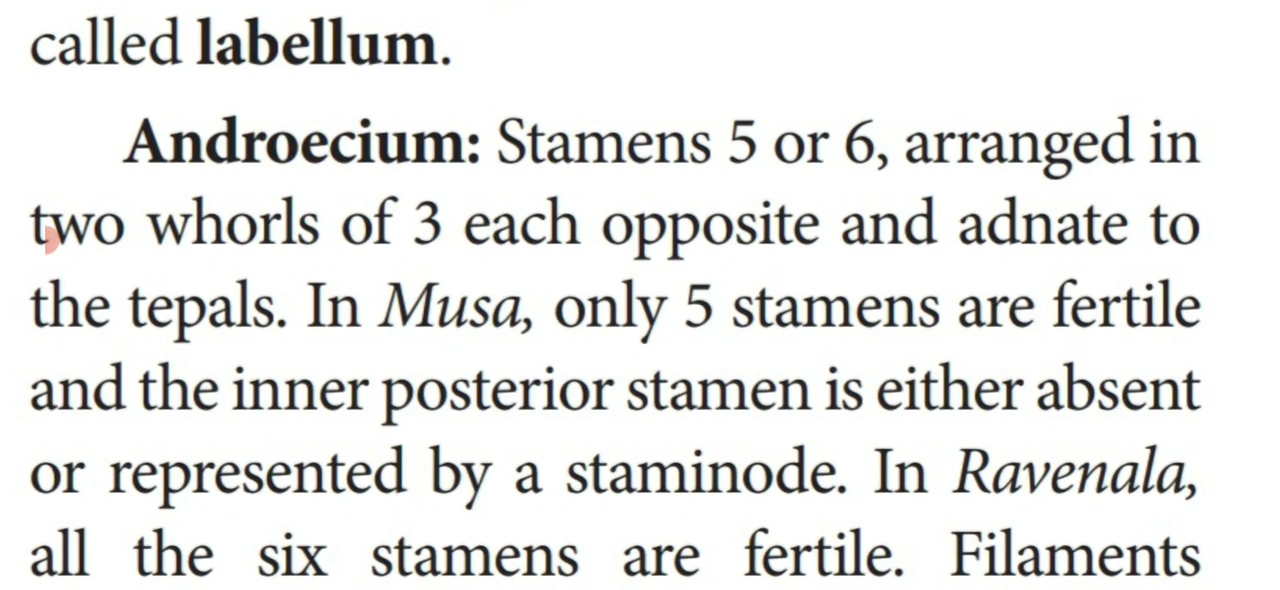 called labellum.
Androecium: Stamens 5 or 6, arranged in
two whorls of 3 each opposite and adnate to
the tepals. In Musa, only 5 stamens are fertile
and the inner posterior stamen is either absent
or represented by a staminode. In Ravenala,
all the six stamens are fertile. Filaments